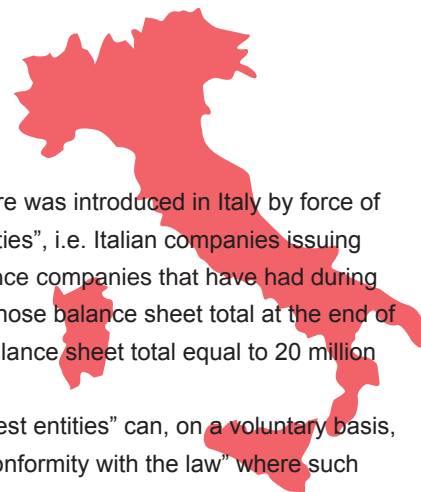 re was introduced in Italy by force of
ties”, i.e. Italian companies issuing
nce companies that have had during
hose balance sheet total at the end of
alance sheet total equal to 20 million
est entities” can, on a voluntary basis,
onformity with the law” where such